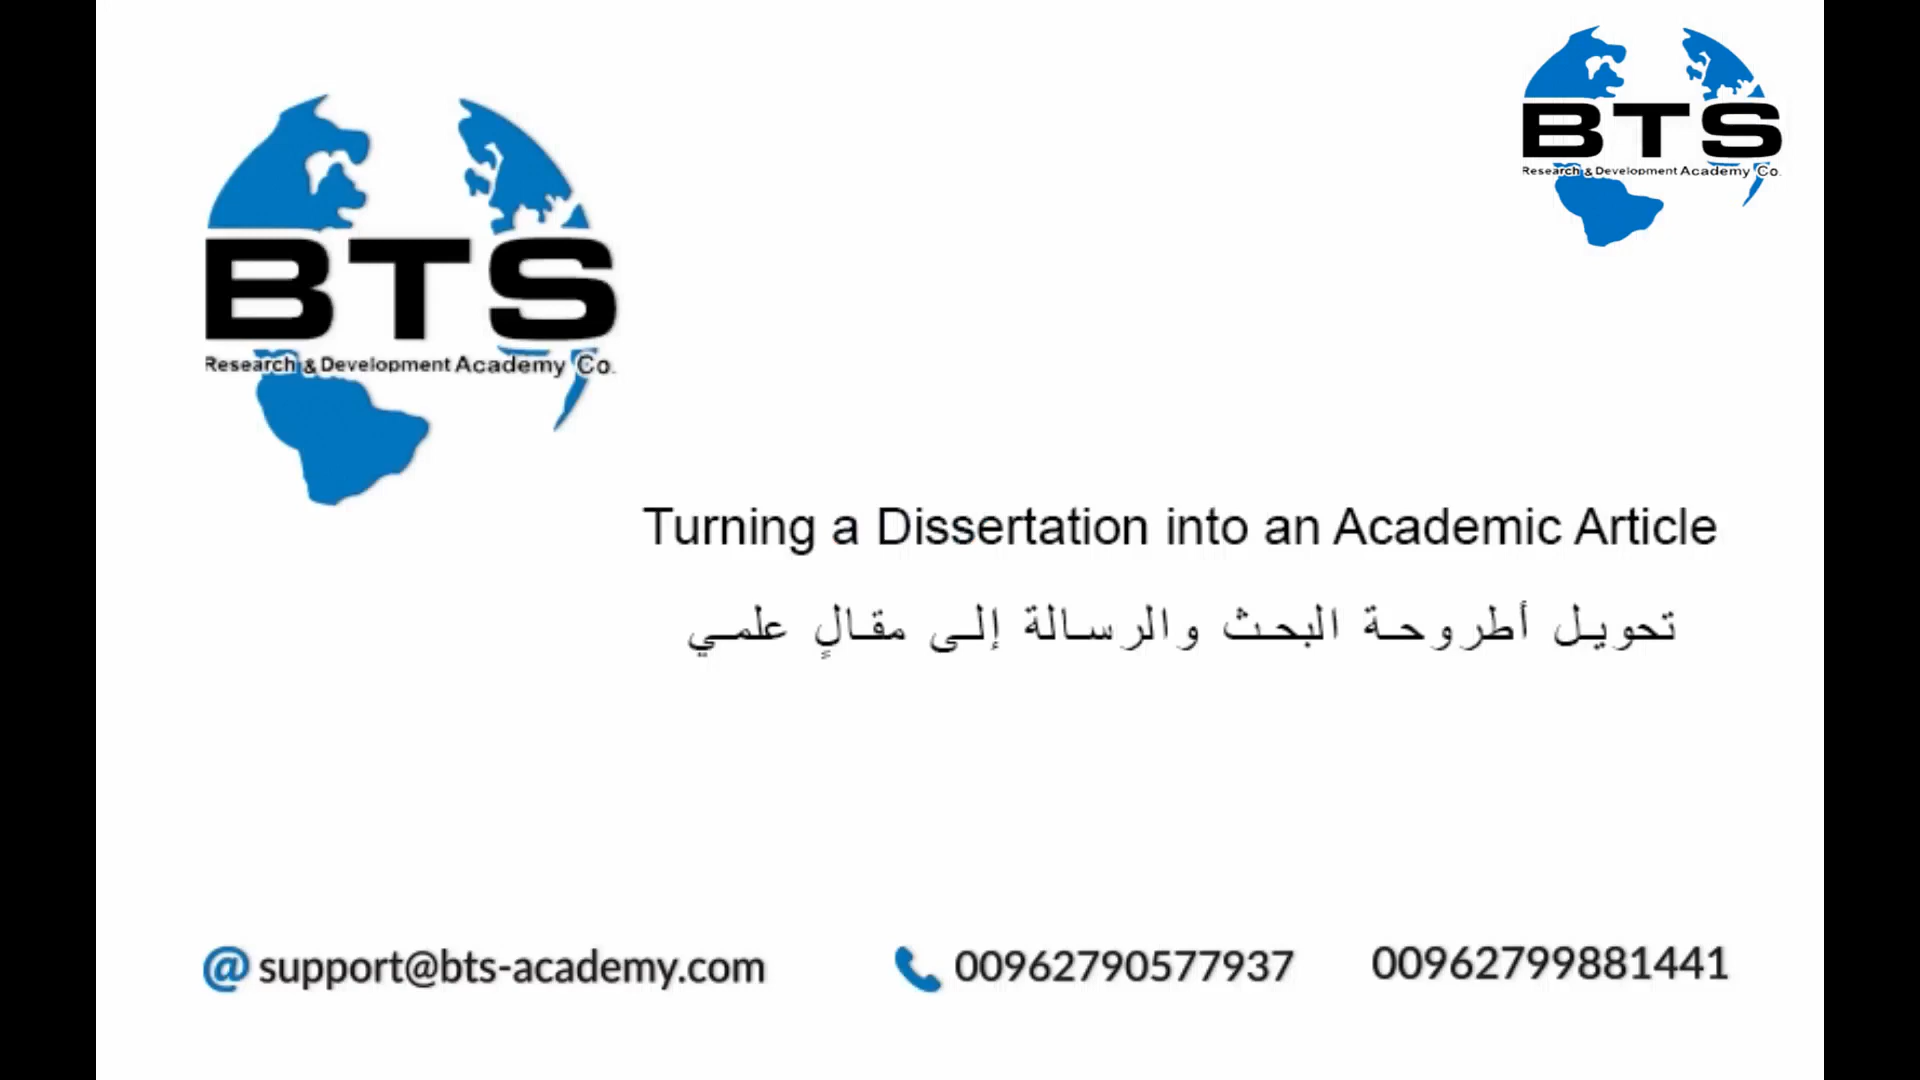 BTS
Research & Development Academy Co.
BTS
Research & Development Academy Co.
Turning a Dissertation into an Academic Article
تحويل أطروحة البحث والرسالة إلى مقالٍ علمي
@ support@bts-academy.com
00962790577937
00962799881441